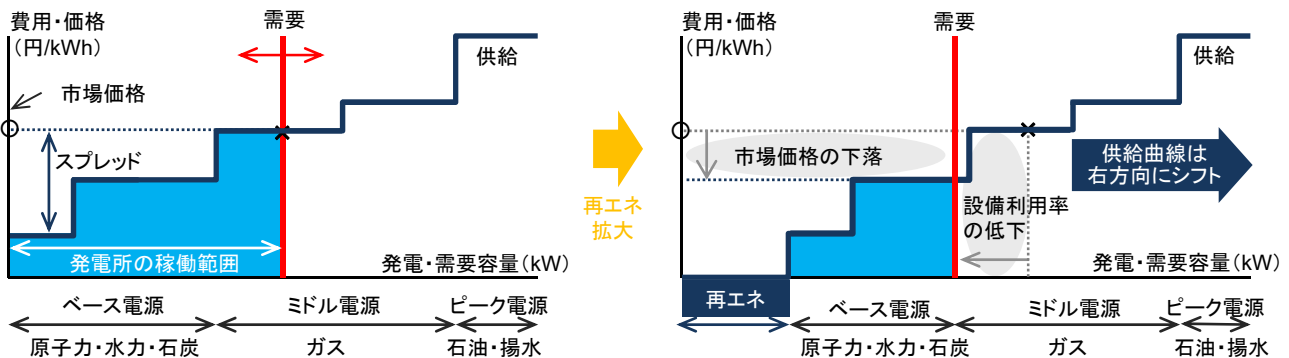 費用・価格
（円/kWh）
需要
供給
市場価格
スプレッド
発電所の稼働範囲
発電・需要容量（kW）
ベース電源
ミドル電源
ピーク電源
原子力・水力・石炭
ガス
石油・揚水
再エネ
拡大
費用・価格
（円/kWh）
需要
供給
市場価格の下落
供給曲線は
右方向にシフト
設備利用率
の低下
発電・需要容量（kW）
再エネ
ベース電源
ミドル電源
ピーク電源
原子力・水力・石炭
ガス
石油・揚水